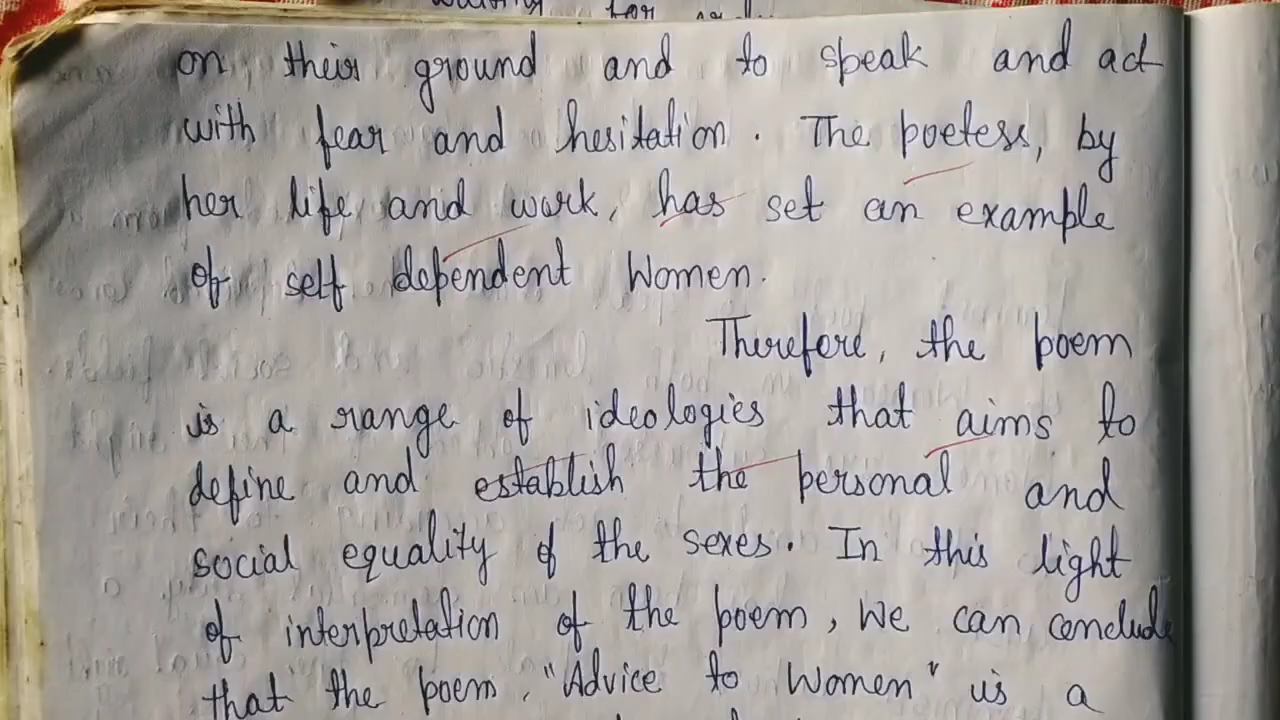 on their ground and to speak and act
with fear and hesitation. The poetess, by
her life and work, has set an example
of self dependent Women.
Therefore, the poem
is a range of ideologies that aims to
define and establish the personal and
social equality of the sexes. In this light
of interpretation of the poem, We can conclude
that the poem, "Advice to Women" is a